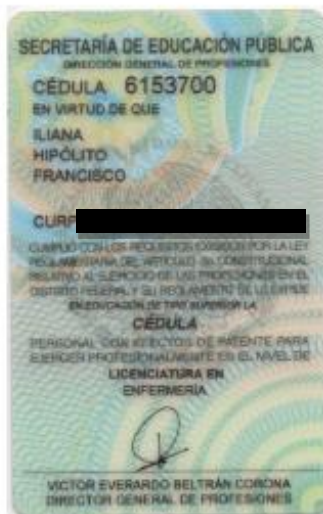 SECRETARÍA DE EDUCACIÓN PÚBLICA
DIRECCIÓN GENERAL DE PROFESIONES
CÉDULA 6153700
EN VIRTUD DE QUE
ILIANA
HIPÓLITO
FRANCISCO
CURP
CUMPLIÓ CON LOS REQUISITOS EXIGIDOS POR LA LEY
REGLAMENTARIA DEL ARTÍCULO 5o. CONSTITUCIONAL
RELATIVO AL EJERCICIO DE LAS PROFESIONES EN EL
DISTRITO FEDERAL Y SU REGLAMENTO SE LE EXPIDE
EN EDUCACIÓN DE TIPO SUPERIOR LA
CÉDULA
PERSONAL CON EFECTOS DE PATENTE PARA
EJERCER PROFESIONALMENTE EN EL NIVEL DE
LICENCIATURA EN
ENFERMERÍA
VICTOR EVERARDO BELTRÁN CORONA
DIRECTOR GENERAL DE PROFESIONES